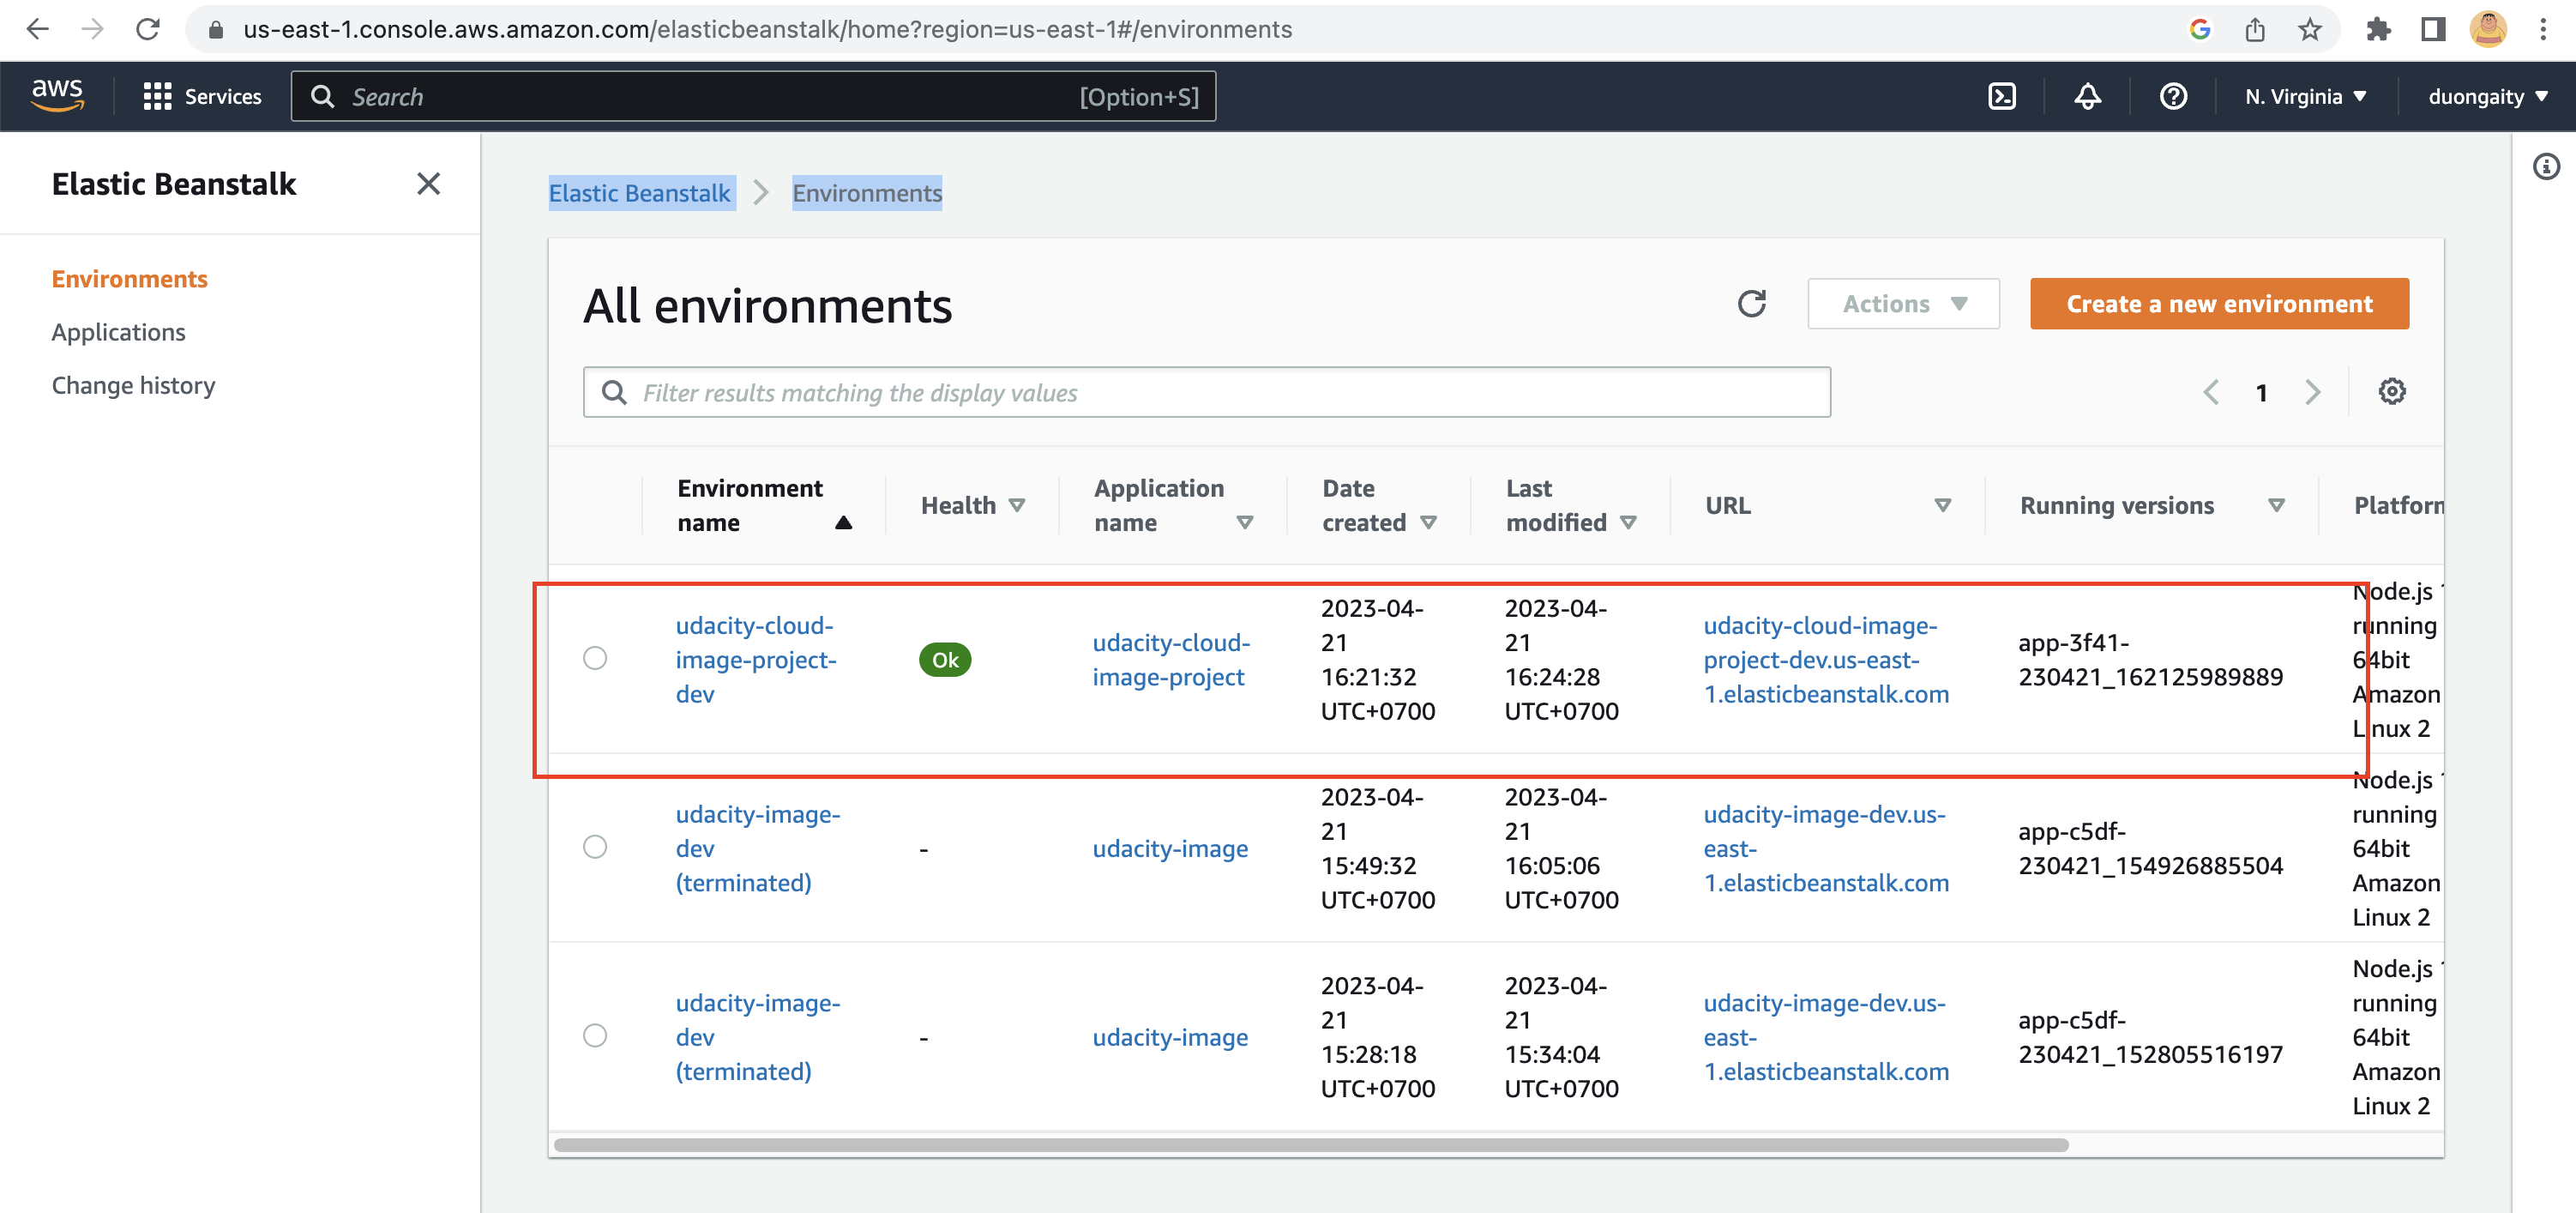 us-east-1.console.aws.amazon.com/elasticbeanstalk/home?region=us-east-1#/environments
aws
Services
Search
[Option+S]
N. Virginia
duongaity
Elastic Beanstalk
Environments
Applications
Change history
Elastic Beanstalk
Environments
All environments
Actions
Create a new environment
Filter results matching the display values
1
Environment
name
Health
Application
name
Date
created
Last
modified
URL
Running versions
Platform
udacity-cloud-
image-project-
dev
Ok
udacity-cloud-
image-project
2023-04-
21
16:21:32
UTC+0700
2023-04-
21
16:24:28
UTC+0700
udacity-cloud-image-
project-dev.us-east-
1.elasticbeanstalk.com
app-3f41-
230421_162125989889
Node.js
running
64bit
Amazon
Linux 2
udacity-image-
dev
(terminated)
-
udacity-image
2023-04-
21
15:49:32
UTC+0700
2023-04-
21
16:05:06
UTC+0700
udacity-image-dev.us-
east-
1.elasticbeanstalk.com
app-c5df-
230421_154926885504
Node.js
running
64bit
Amazon
Linux 2
udacity-image-
dev
(terminated)
-
udacity-image
2023-04-
21
15:28:18
UTC+0700
2023-04-
21
15:34:04
UTC+0700
udacity-image-dev.us-
east-
1.elasticbeanstalk.com
app-c5df-
230421_152805516197
Node.js
running
64bit
Amazon
Linux 2